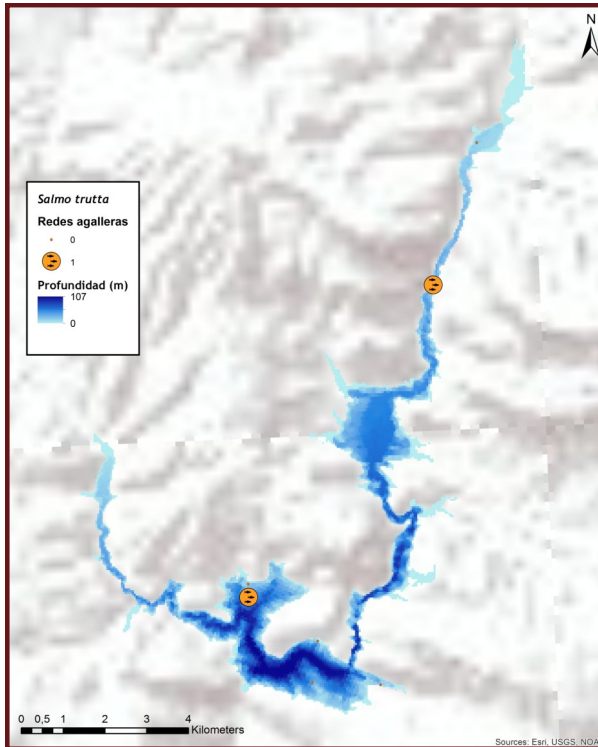 N
Salmo trutta
Redes agalleras
0
1
Profundidad (m)
107
0
0 0,5 1 2 3 4
Kilometers
Sources: Esri, USGS, NOA